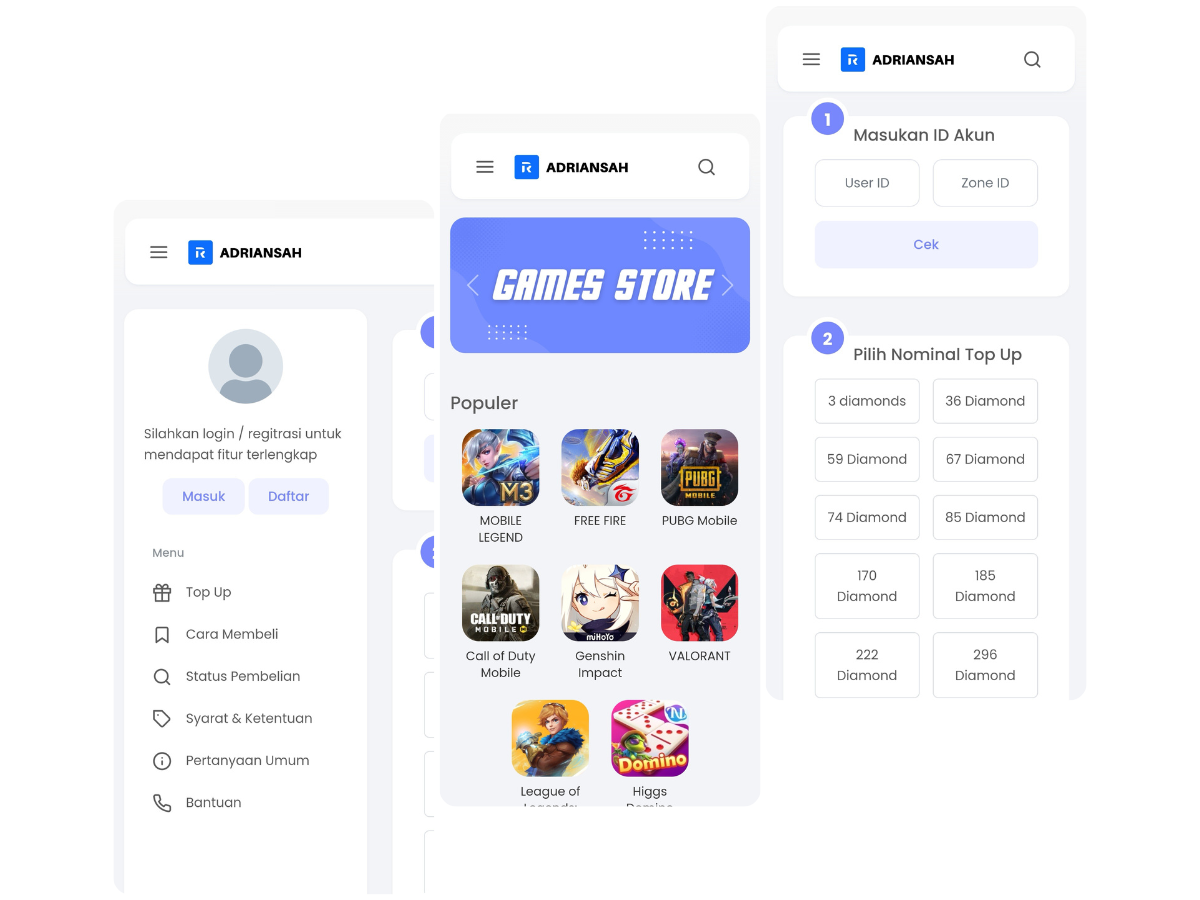 ADRIANSAH
Silahkan login / regitrasi untuk
mendapat fitur terlengkap
Masuk
Daftar
Menu
Top Up
Cara Membeli
Status Pembelian
Syarat & Ketentuan
Pertanyaan Umum
Bantuan
ADRIANSAH
GAMES STORE
Populer
M3
PUBG
MOBILE
MOBILE
LEGEND
FREE FIRE
PUBG Mobile
CALL OF DUTY
MOBILE
miHoYo
Call of Duty
Mobile
Genshin
Impact
VALORANT
Domino
League of
Legends:
Higgs
Domino
ADRIANSAH
1
Masukan ID Akun
User ID
Zone ID
Cek
2
Pilih Nominal Top Up
3 diamonds
36 Diamond
59 Diamond
67 Diamond
74 Diamond
85 Diamond
170
Diamond
185
Diamond
222
Diamond
296
Diamond